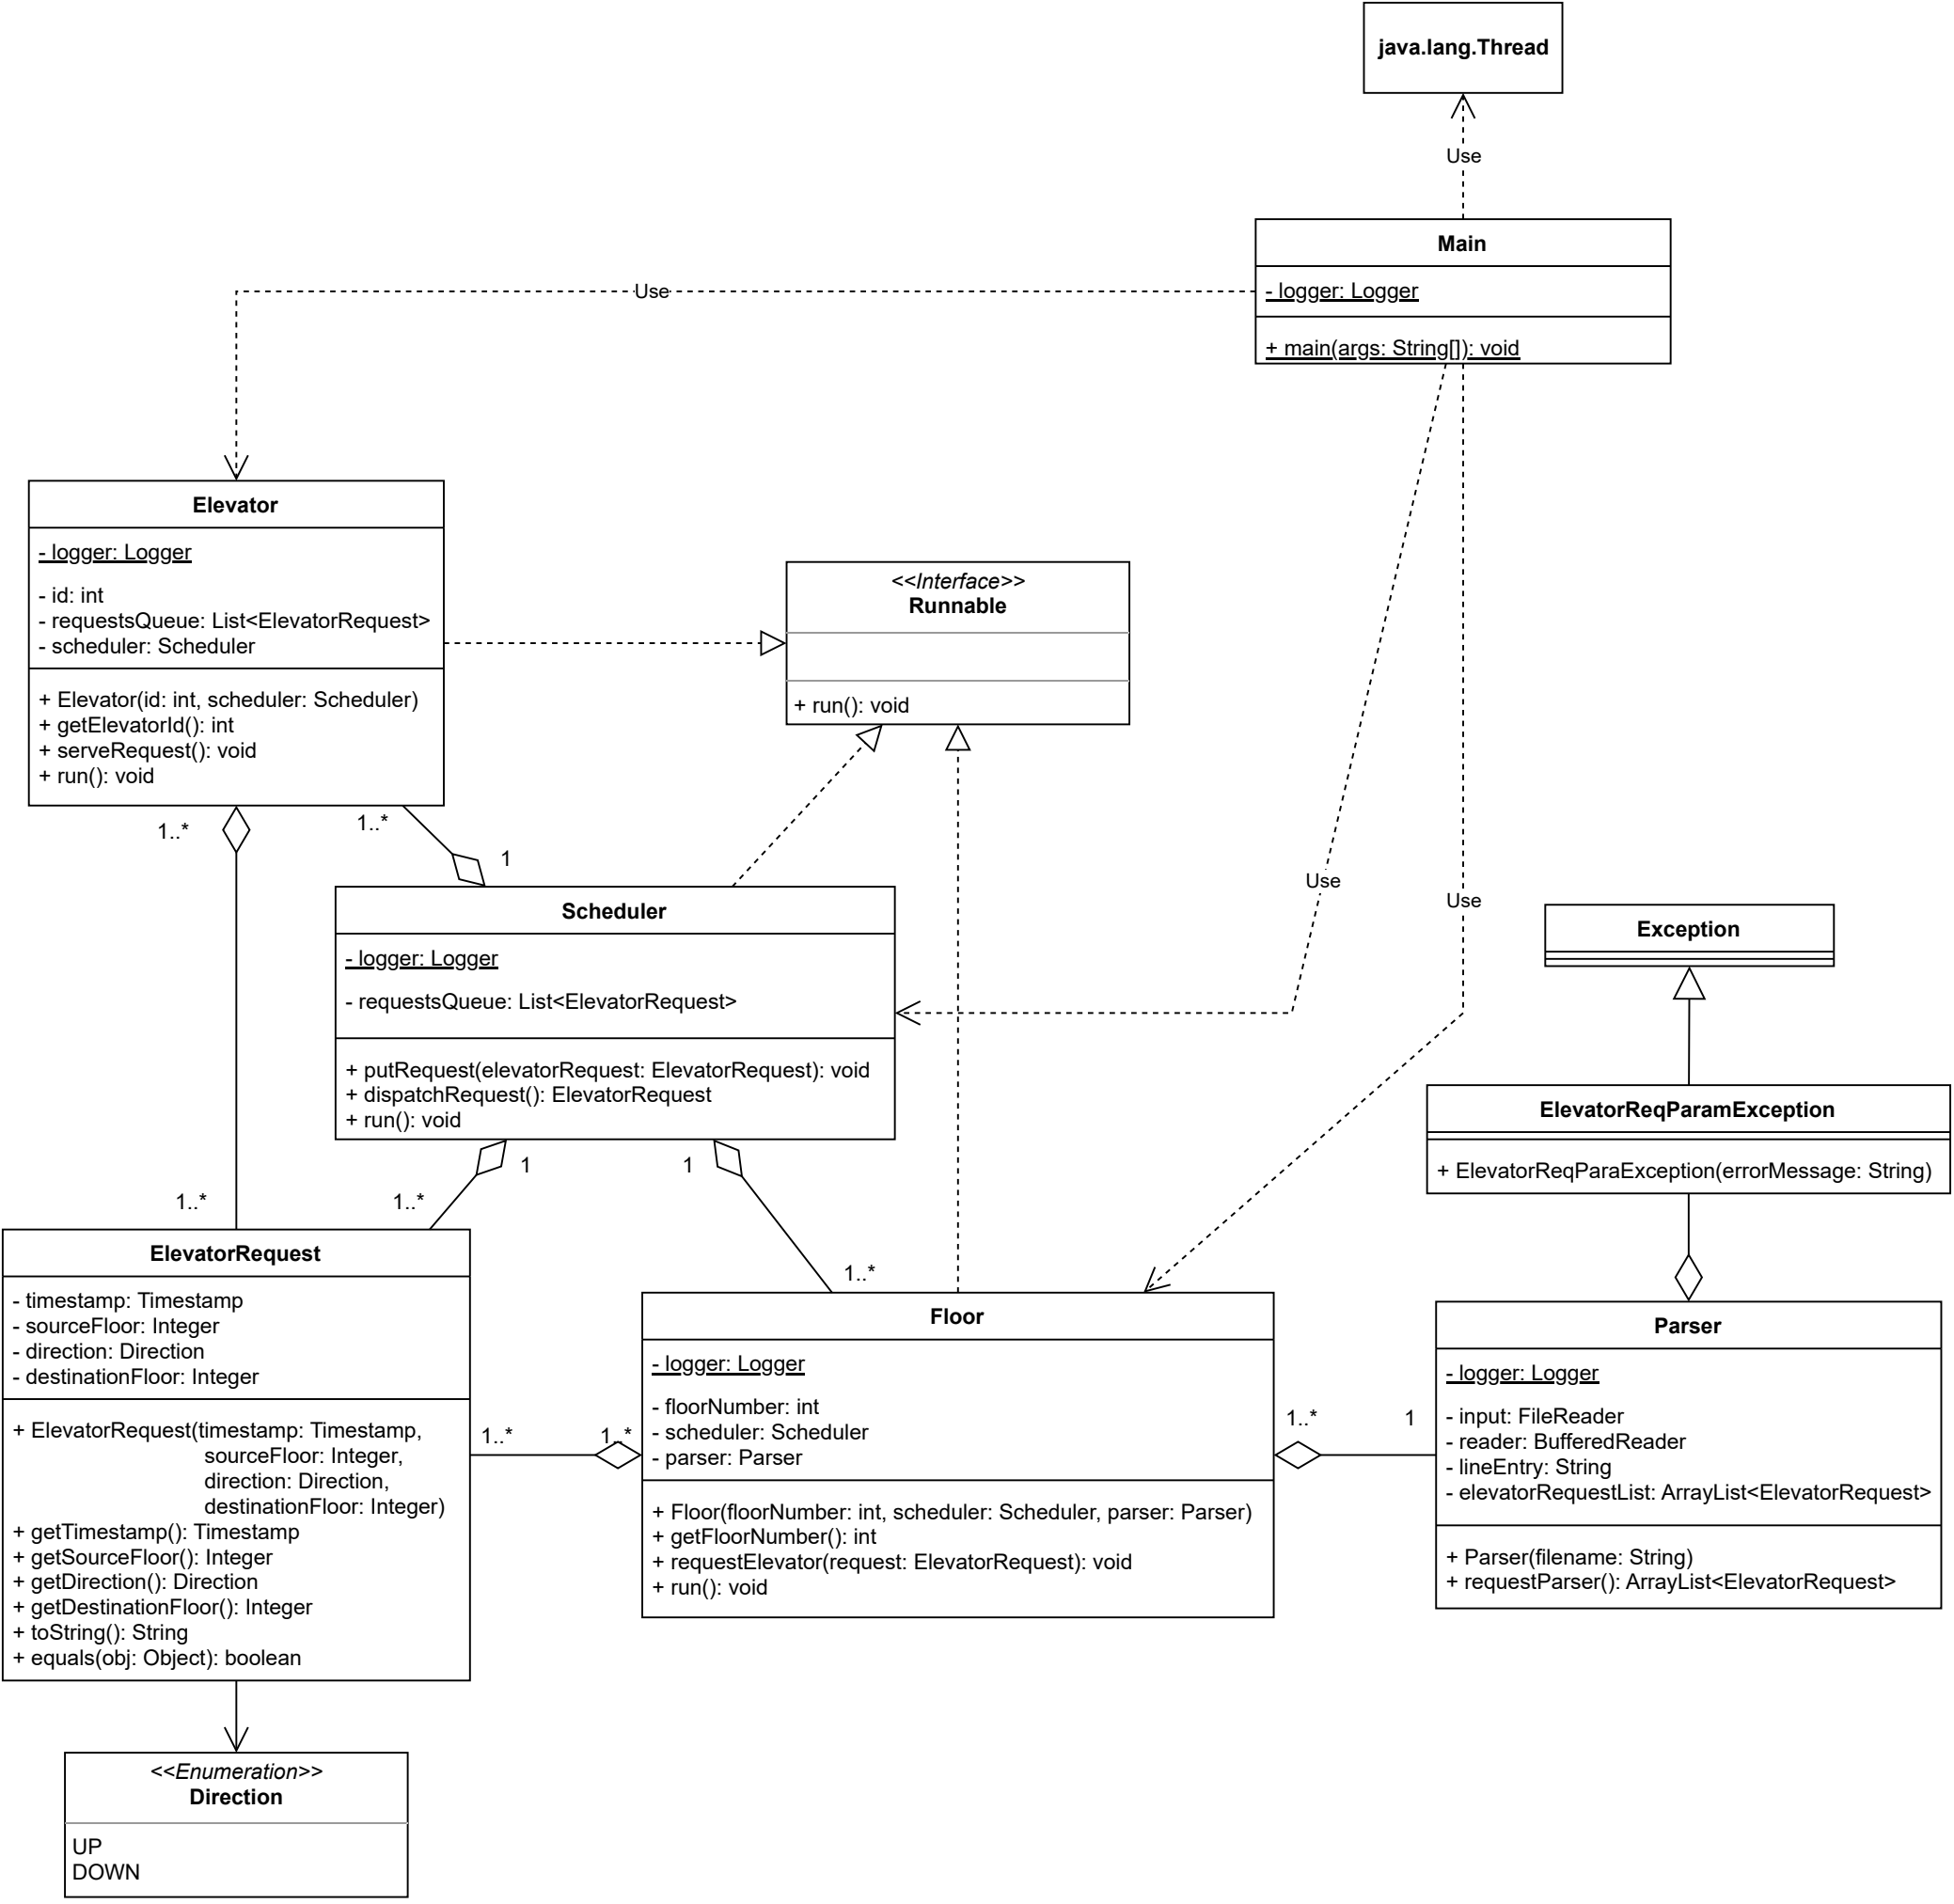 java.lang.Thread
Use
Main
- logger: Logger
+ main(args: String[]): void
Use
Elevator
- logger: Logger
- id: int
- requestsQueue: List<ElevatorRequest>
- scheduler: Scheduler
+ Elevator(id: int, scheduler: Scheduler)
+ getElevatorId(): int
+ serveRequest(): void
+ run(): void
<<Interface>>
Runnable
+ run(): void
1..*
1..*
1
Use
Use
Scheduler
- logger: Logger
- requestsQueue: List<ElevatorRequest>
+ putRequest(elevatorRequest: ElevatorRequest): void
+ dispatchRequest(): ElevatorRequest
+ run(): void
Exception
ElevatorReqParamException
+ ElevatorReqParaException(errorMessage: String)
1
1
1..*
1..*
1..*
ElevatorRequest
- timestamp: Timestamp
- sourceFloor: Integer
- direction: Direction
- destinationFloor: Integer
+ ElevatorRequest(timestamp: Timestamp,
sourceFloor: Integer,
direction: Direction,
destinationFloor: Integer)
+ getTimestamp(): Timestamp
+ getSourceFloor(): Integer
+ getDirection(): Direction
+ getDestinationFloor(): Integer
+ toString(): String
+ equals(obj: Object): boolean
1..*
1..*
Floor
- logger: Logger
- floorNumber: int
- scheduler: Scheduler
- parser: Parser
+ Floor(floorNumber: int, scheduler: Scheduler, parser: Parser)
+ getFloorNumber(): int
+ requestElevator(request: ElevatorRequest): void
+ run(): void
1..*
1
Parser
- logger: Logger
- input: FileReader
- reader: BufferedReader
- lineEntry: String
- elevatorRequestList: ArrayList<ElevatorRequest>
+ Parser(filename: String)
+ requestParser(): ArrayList<ElevatorRequest>
<<Enumeration>>
Direction
UP
DOWN